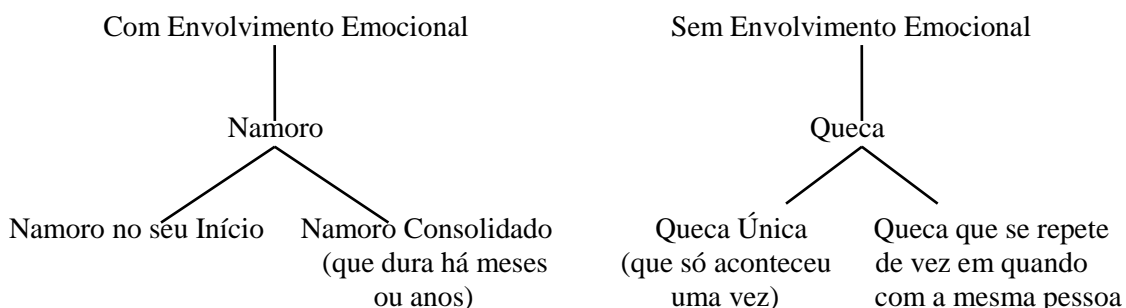 Com Envolvimento Emocional
Sem Envolvimento Emocional
Namoro
Queca
Namoro no seu Início
Namoro Consolidado
(que dura há meses
ou anos)
Queca Única
(que só aconteceu
uma vez)
Queca que se repete
de vez em quando
com a mesma pessoa